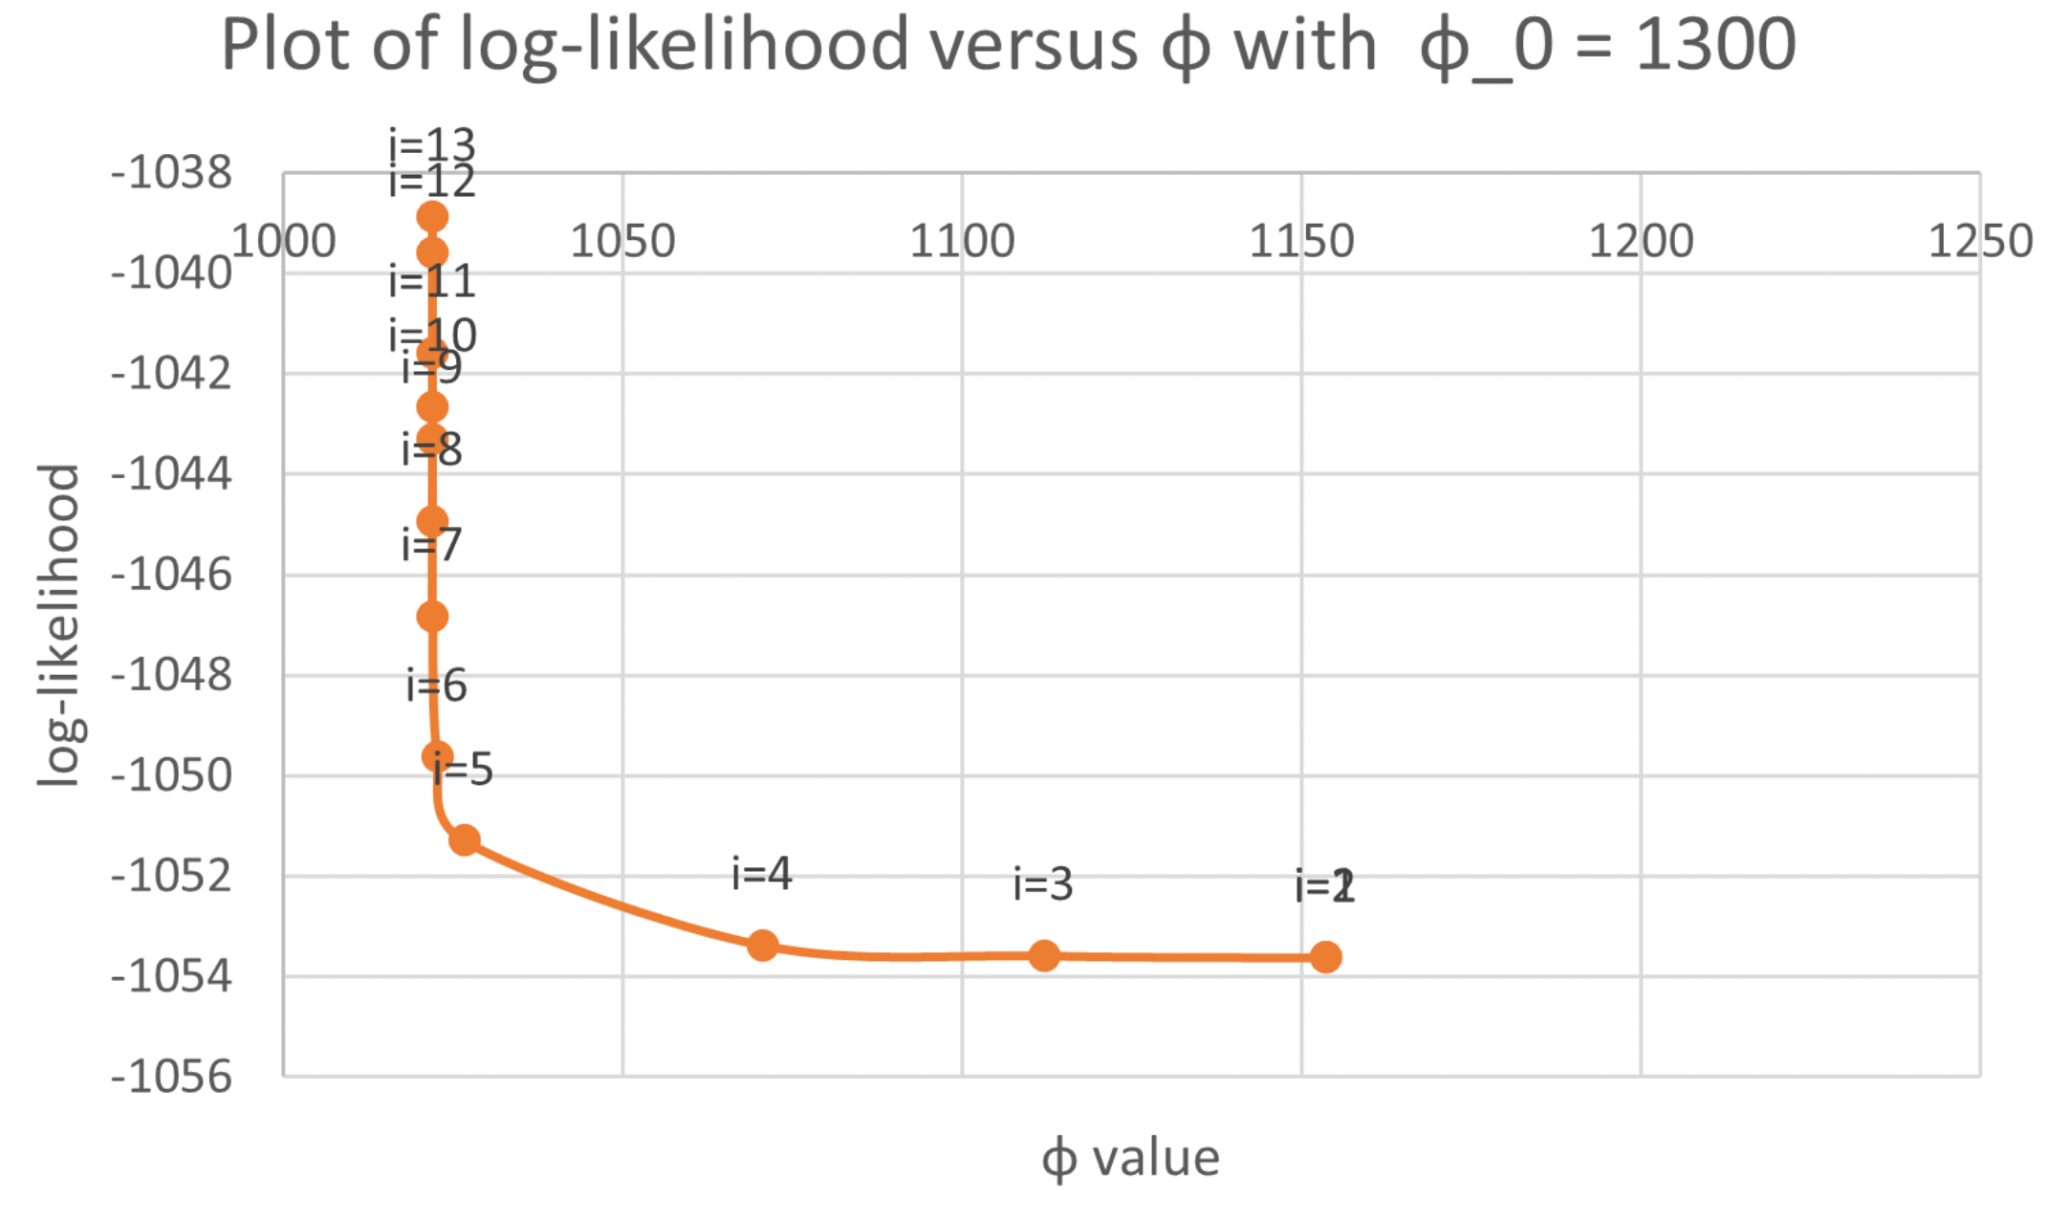 Plot of log-likelihood versus ϕ with ϕ_0 = 1300
i=13
-1038
i=12
1000 1050 1100 1150 1200 1250
-1040
i=11
i=10
i=9
-1042
i=8
-1044
i=7
-1046
-1048
i=6
i=5
-1050
-1052
i=4
i=3
i=2
i=1
-1054
-1056
log-likelihood
ϕ value